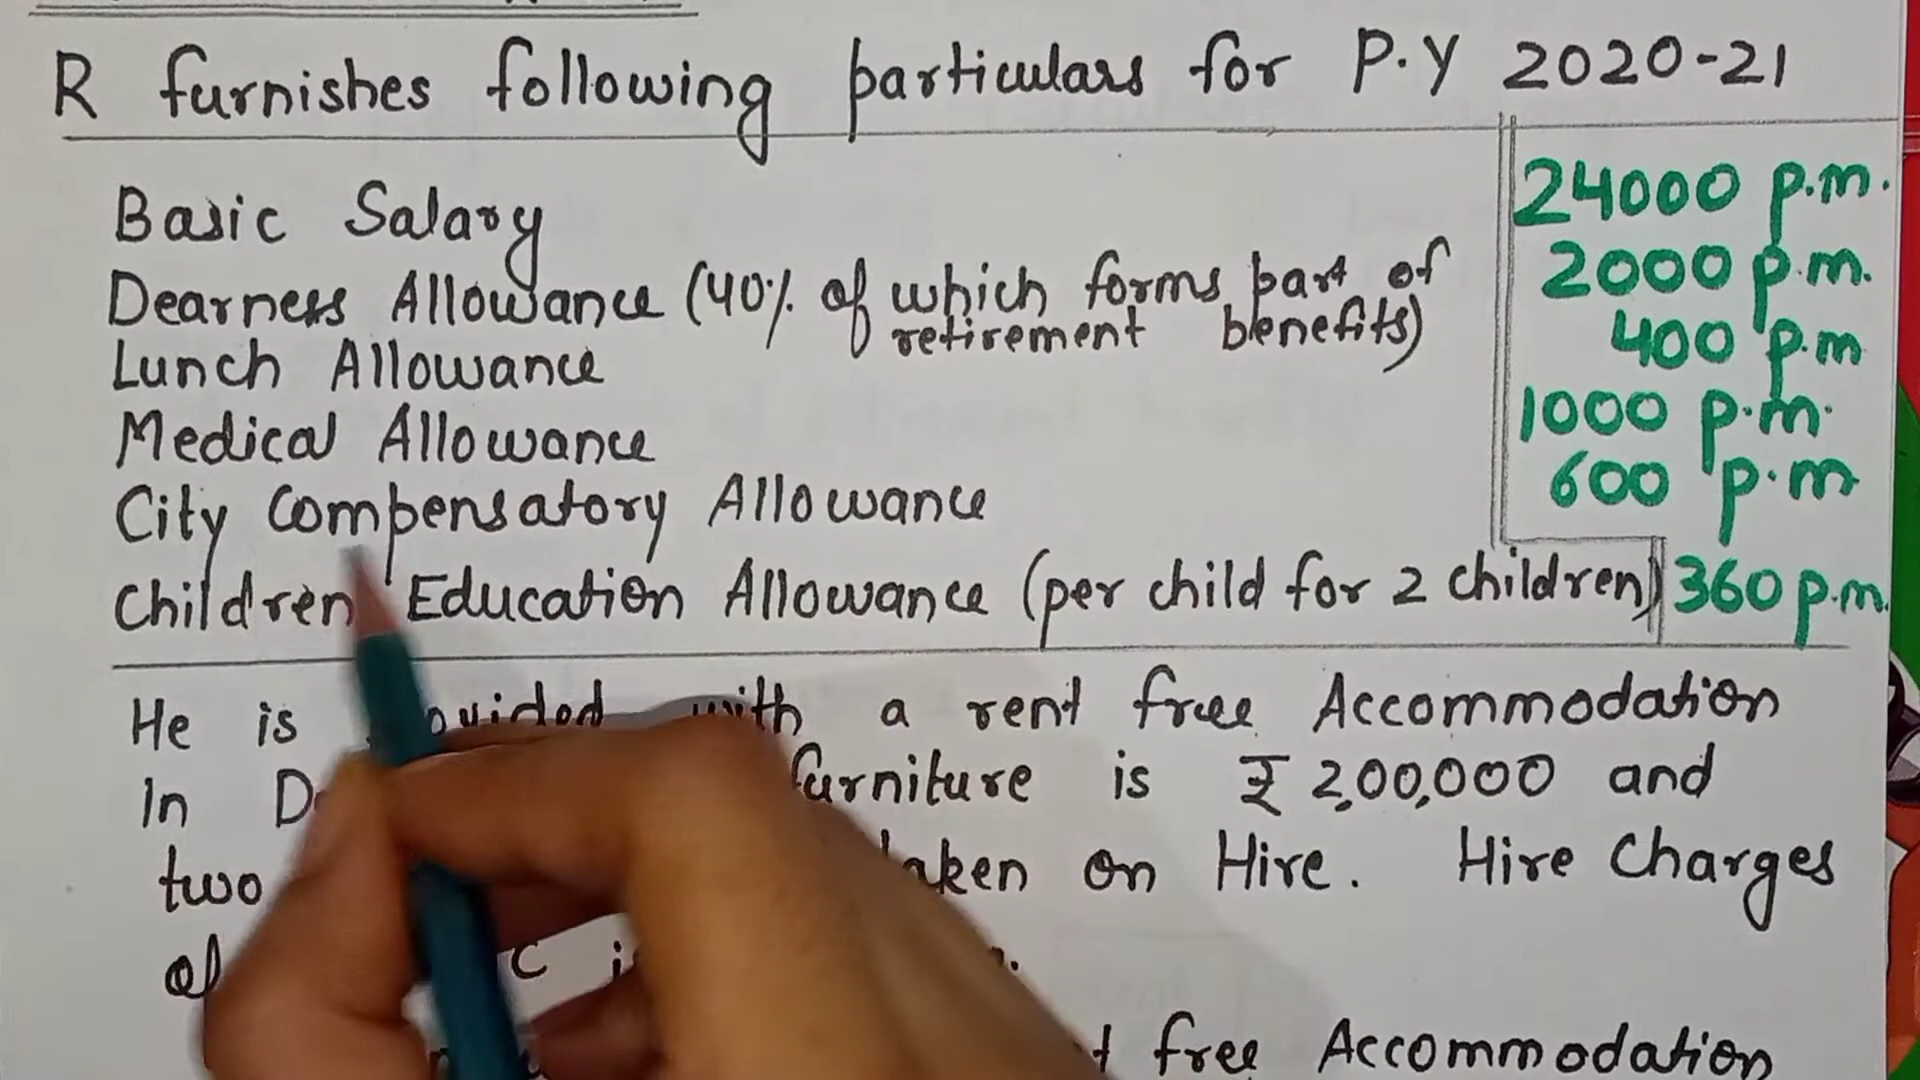 R furnishes following particulars for P.Y 2020-21
Basic Salary 24000 p.m.
Dearness Allowance (40% of which forms part of retirement benefits) 2000 p.m.
Lunch Allowance 400 p.m
Medical Allowance 1000 p.m.
City Compensatory Allowance 600 p.m
Children Education Allowance (per child for 2 children) 360 p.m.
He is with a rent free Accommodation
In furniture is ₹ 2,00,000 and
two taken on Hire. Hire Charges
of
free Accommodation